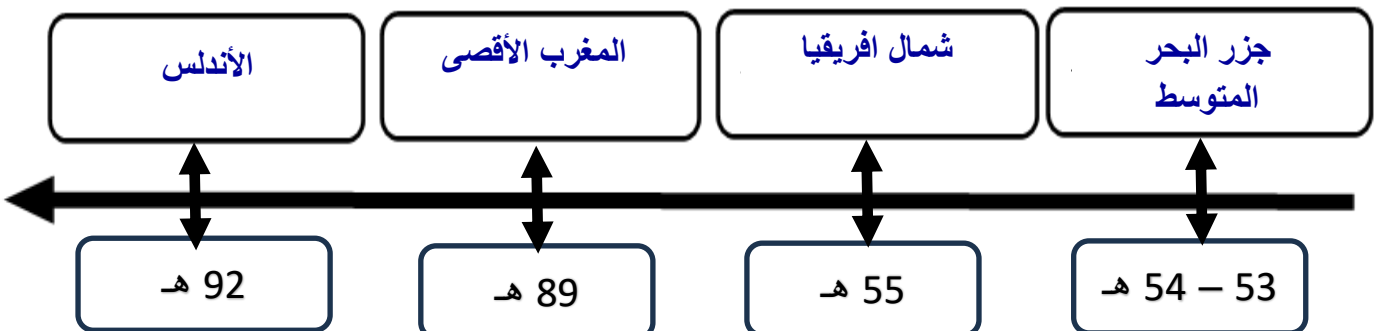 جزر البحر
المتوسط
شمال افريقيا
المغرب الأقصى
الأندلس
53 – 54 هـ
55 هـ
89 هـ
92 هـ